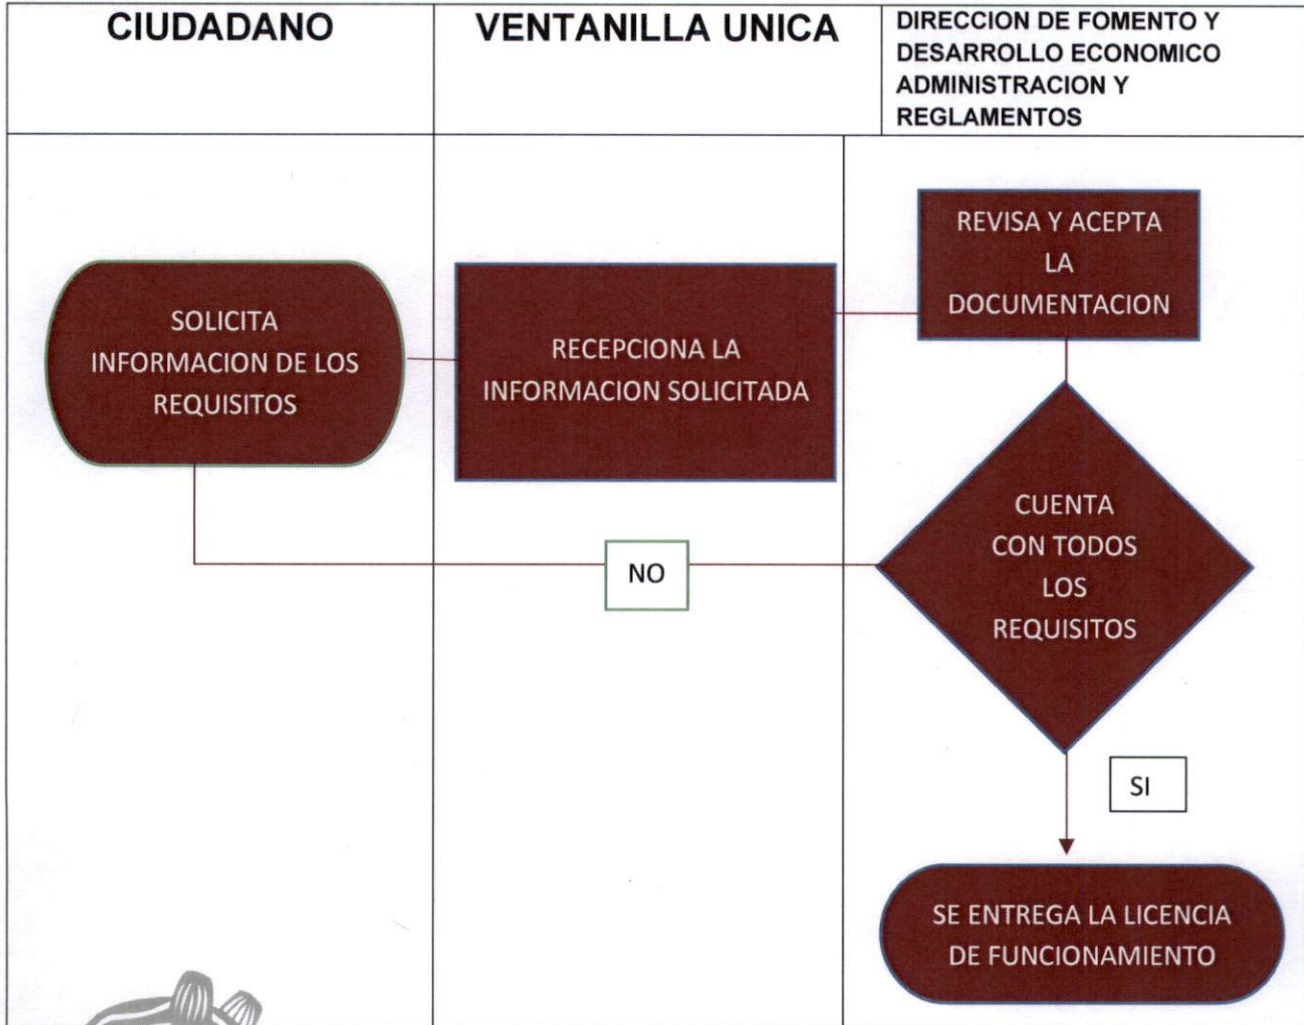 CIUDADANO
VENTANILLA UNICA
DIRECCION DE FOMENTO Y
DESARROLLO ECONOMICO
ADMINISTRACION Y
REGLAMENTOS
SOLICITA
INFORMACION DE LOS
REQUISITOS
RECEPCIONA LA
INFORMACION SOLICITADA
REVISA Y ACEPTA
LA
DOCUMENTACION
CUENTA
CON TODOS
LOS
REQUISITOS
NO
SI
SE ENTREGA LA LICENCIA
DE FUNCIONAMIENTO